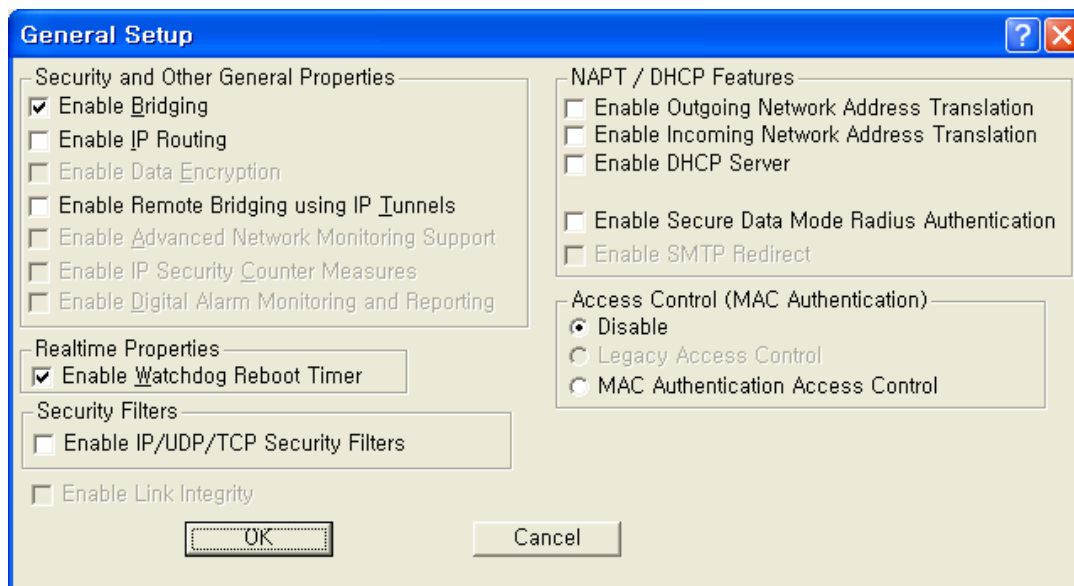 General Setup
Security and Other General Properties
Enable Bridging
Enable IP Routing
Enable Data Encryption
Enable Remote Bridging using IP Tunnels
Enable Advanced Network Monitoring Support
Enable IP Security Counter Measures
Enable Digital Alarm Monitoring and Reporting
Realtime Properties
Enable Watchdog Reboot Timer
Security Filters
Enable IP/UDP/TCP Security Filters
Enable Link Integrity
NAPT / DHCP Features
Enable Outgoing Network Address Translation
Enable Incoming Network Address Translation
Enable DHCP Server
Enable Secure Data Mode Radius Authentication
Enable SMTP Redirect
Access Control (MAC Authentication)
Disable
Legacy Access Control
MAC Authentication Access Control
OK
Cancel